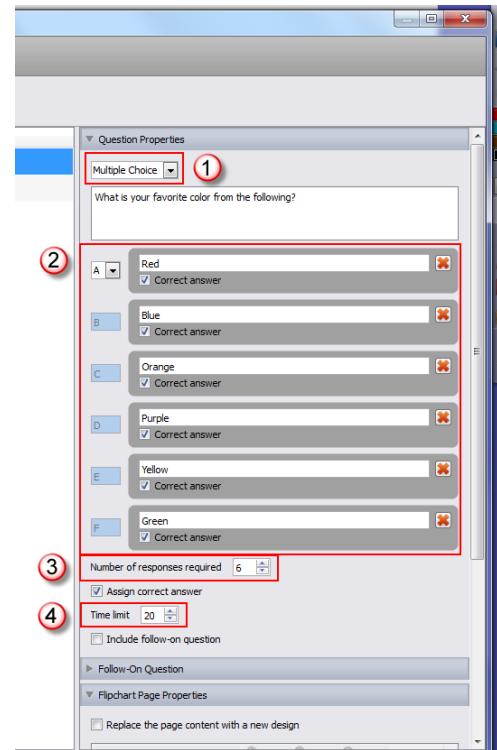 Question Properties
Multiple Choice
1
What is your favorite color from the following?
2
A
Red
Correct answer
B
Blue
Correct answer
C
Orange
Correct answer
D
Purple
Correct answer
E
Yellow
Correct answer
F
Green
Correct answer
3
Number of responses required 6
Assign correct answer
4
Time limit 20
Include follow-on question
Follow-On Question
Flipchart Page Properties
Replace the page content with a new design